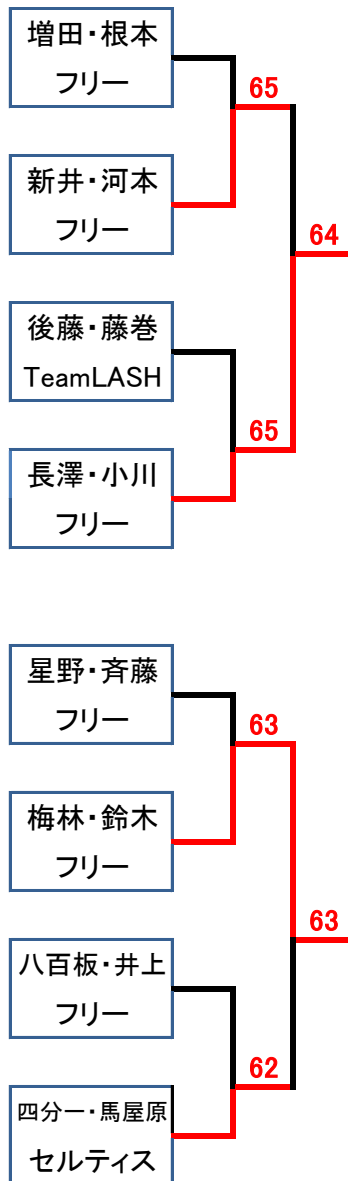 増田・根本
フリー
65
新井・河本
フリー
64
後藤・藤巻
TeamLASH
65
長澤・小川
フリー
星野・斉藤
フリー
63
梅林・鈴木
フリー
63
八百板・井上
フリー
62
四分一・馬屋原
セルティス